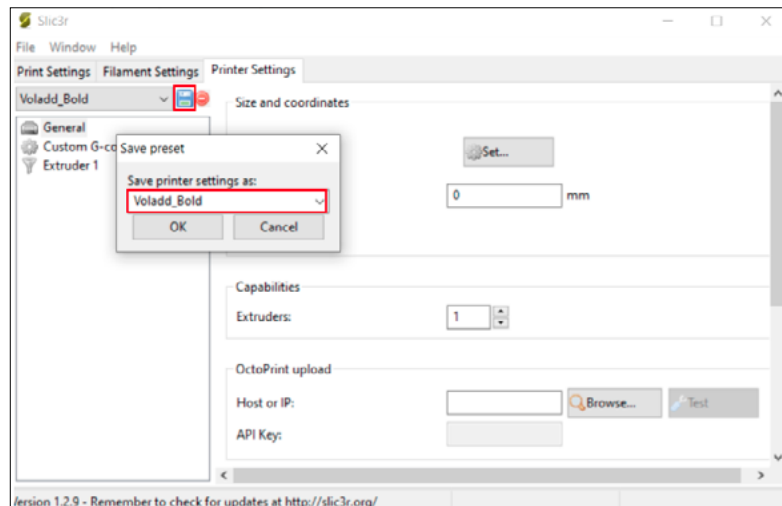 Slic3r
File Window Help
Print Settings Filament Settings Printer Settings
Voladd_Bold
Size and coordinates
General
Custom G-co
Extruder 1
Save preset
Save printer settings as:
Voladd_Bold
OK Cancel
Set...
0 mm
Capabilities
Extruders: 1
OctoPrint upload
Host or IP: Browse... Test
API Key:
Version 1.2.9 - Remember to check for updates at http://slic3r.org/